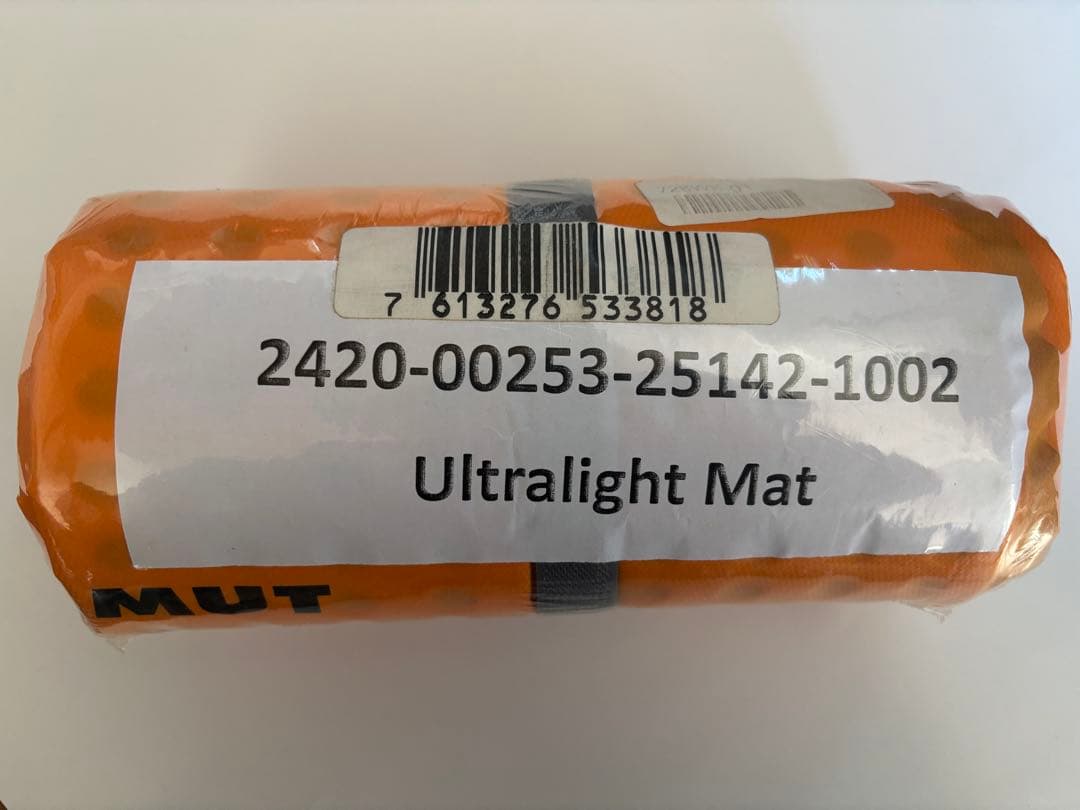 7 613276 533818
2420-00253-25142-1002
Ultralight Mat
MUT